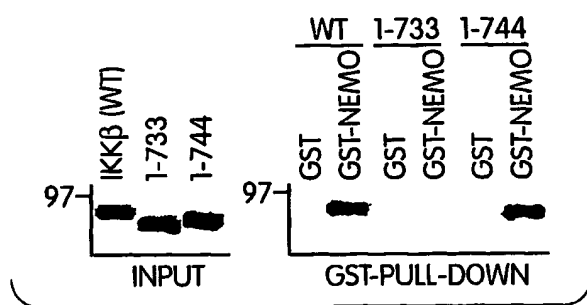 WT 1-733 1-744
IKKβ (WT)
1-733
1-744
GST
GST-NEMO
GST
GST-NEMO
GST
GST-NEMO
97
97
INPUT
GST-PULL-DOWN